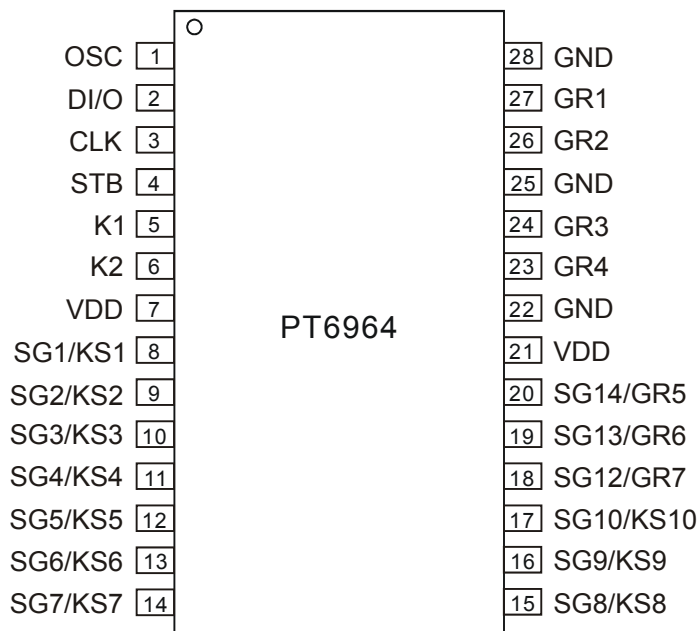 OSC 1 28 GND
DI/O 2 27 GR1
CLK 3 26 GR2
STB 4 25 GND
K1 5 24 GR3
K2 6 23 GR4
VDD 7 22 GND
PT6964
SG1/KS1 8 21 VDD
SG2/KS2 9 20 SG14/GR5
SG3/KS3 10 19 SG13/GR6
SG4/KS4 11 18 SG12/GR7
SG5/KS5 12 17 SG10/KS10
SG6/KS6 13 16 SG9/KS9
SG7/KS7 14 15 SG8/KS8